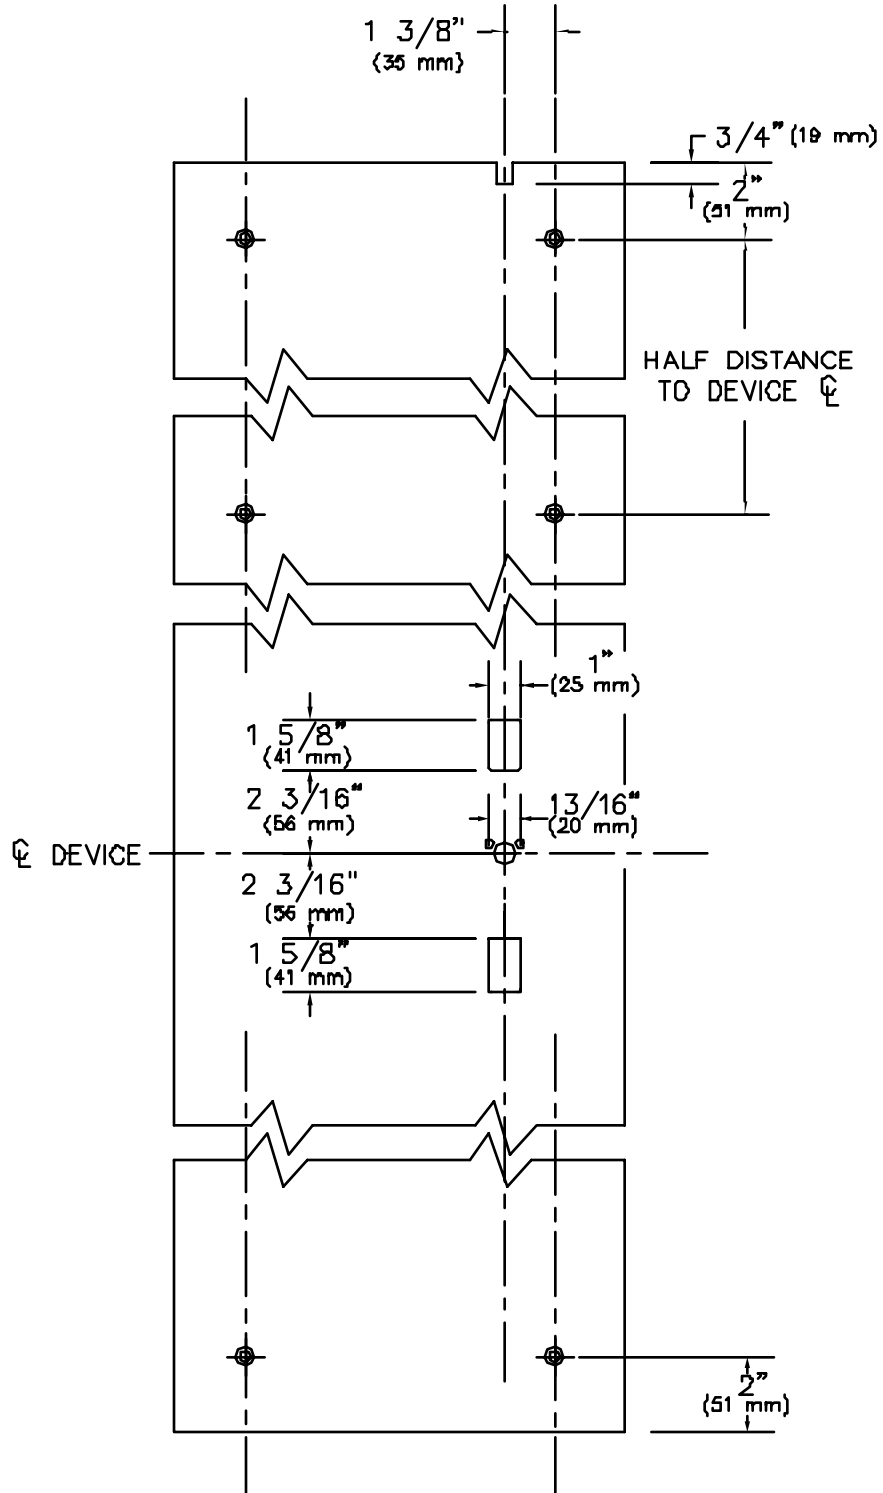 1 3/8"
(35 mm)
3/4" (19 mm)
2"
(51 mm)
HALF DISTANCE
TO DEVICE ℄
1"
(25 mm)
1 5/8"
(41 mm)
2 3/16"
(56 mm)
13/16"
(20 mm)
℄ DEVICE
2 3/16"
(56 mm)
1 5/8"
(41 mm)
2"
(51 mm)